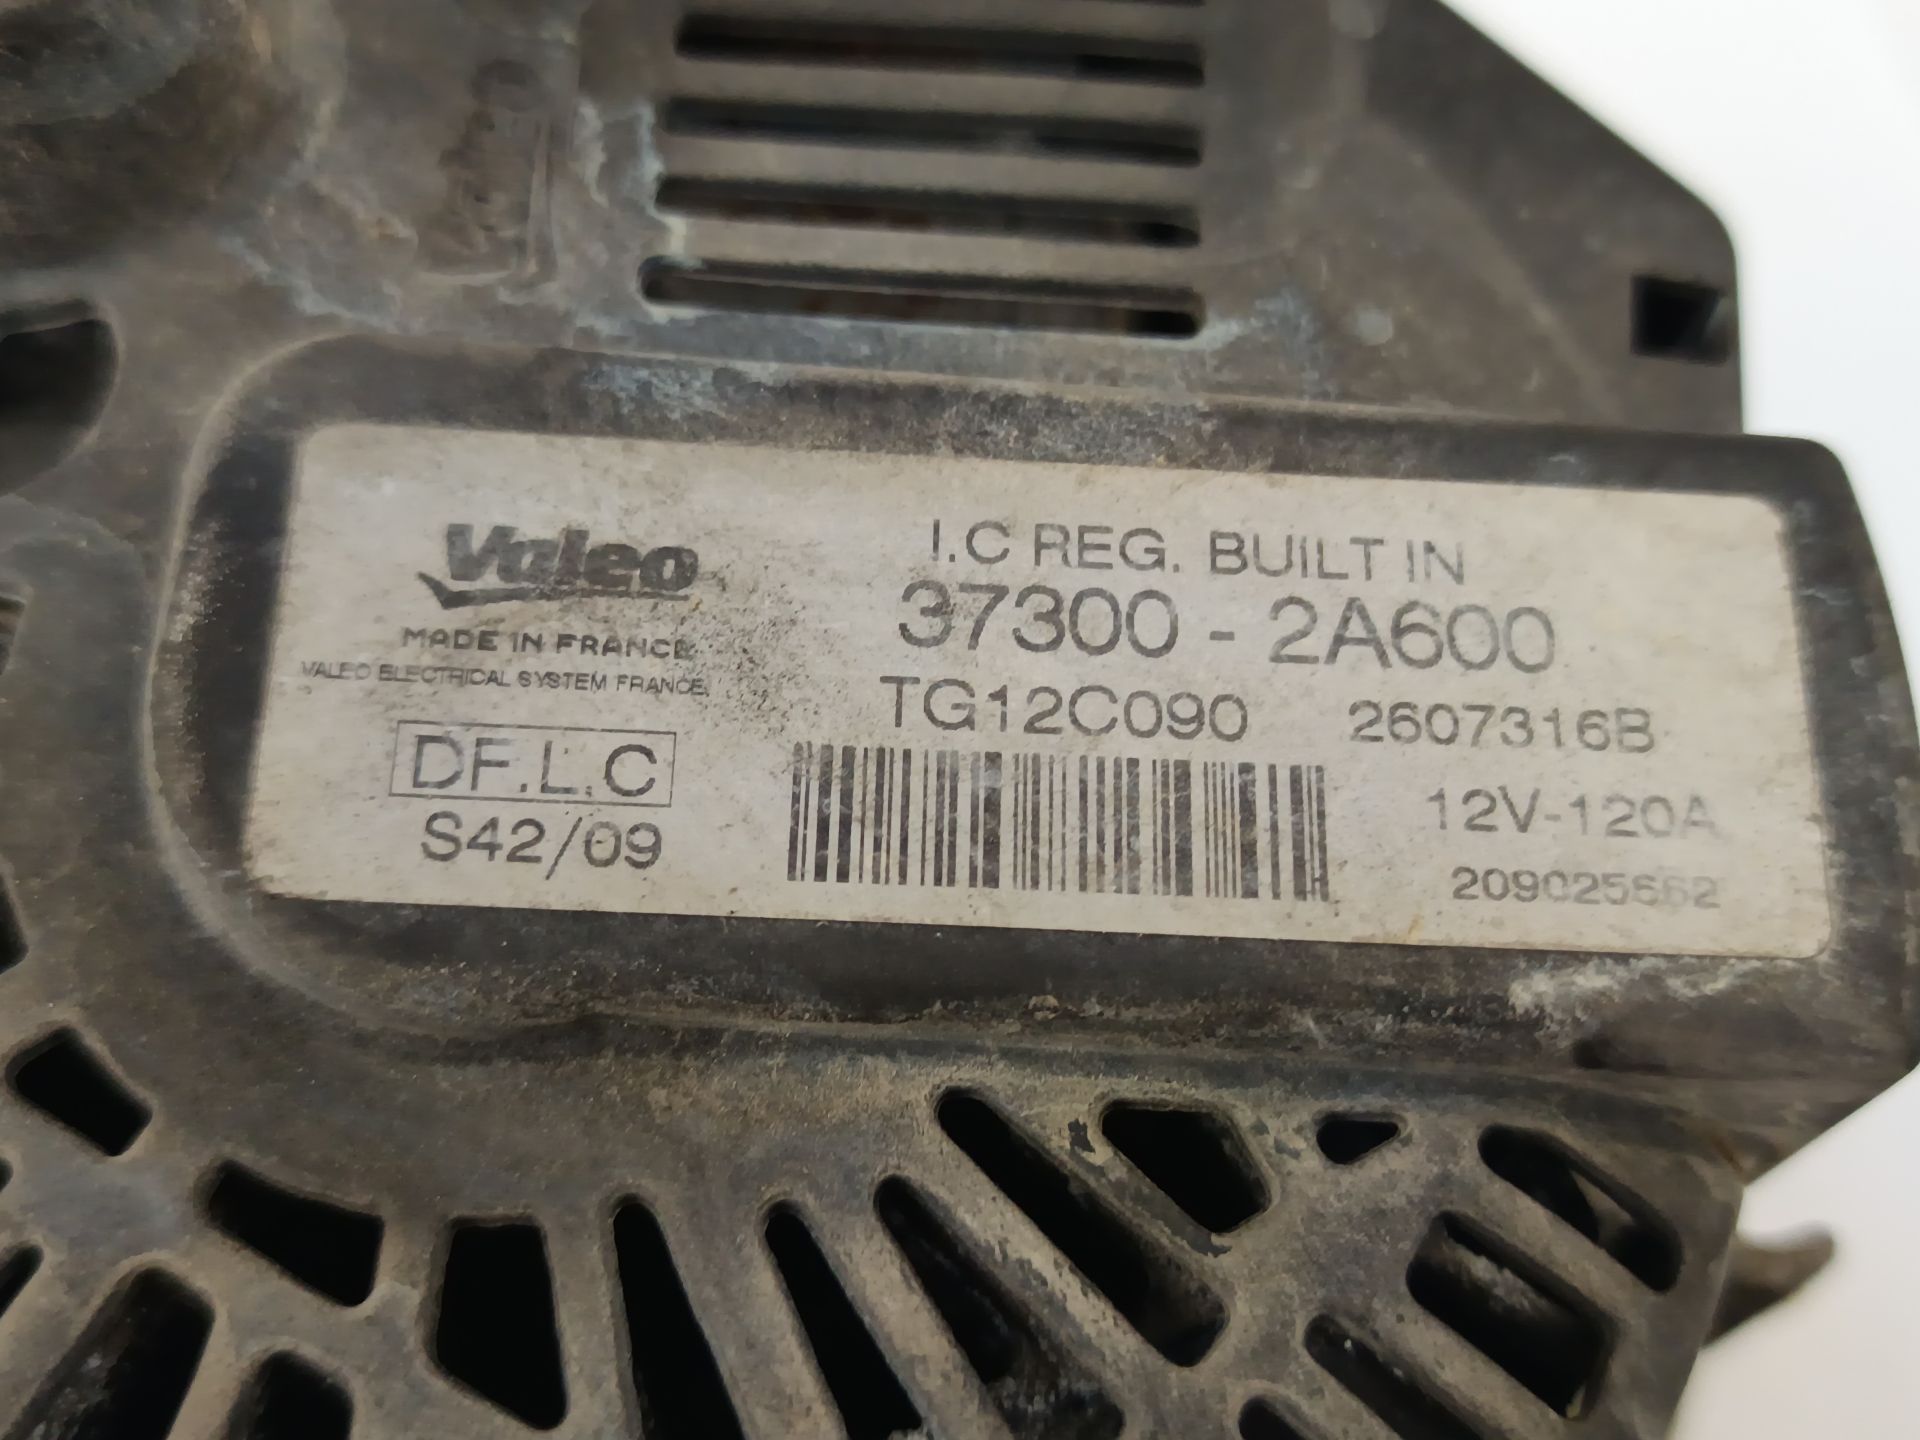 Valeo
MADE IN FRANCE
VALEO ELECTRICAL SYSTEM FRANCE.
DF.L.C
S42/09
I.C REG. BUILT IN
37300 - 2A600
TG12C090 2607316B
12V-120A
209025662